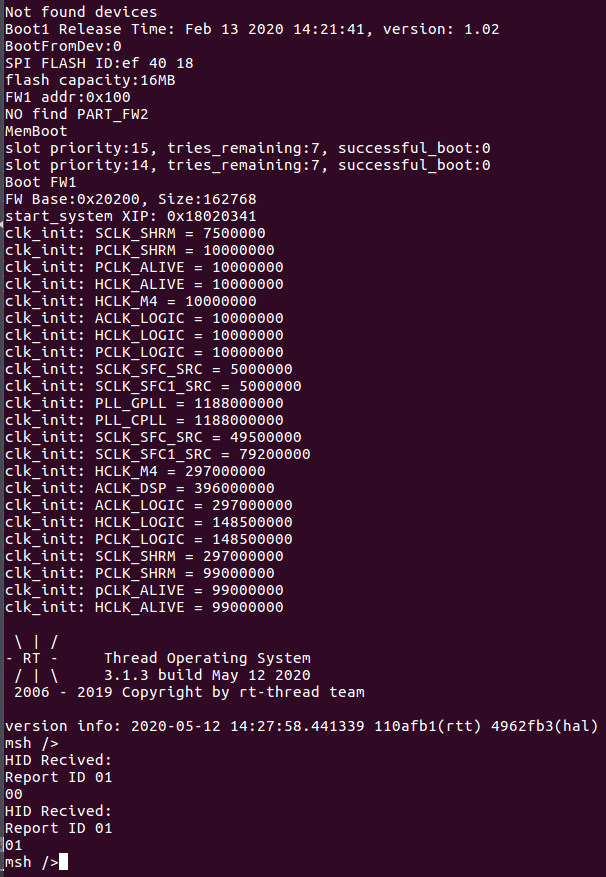 Not found devices
Boot1 Release Time: Feb 13 2020 14:21:41, version: 1.02
BootFromDev:0
SPI FLASH ID:ef 40 18
flash capacity:16MB
FW1 addr:0x100
NO find PART_FW2
MemBoot
slot priority:15, tries_remaining:7, successful_boot:0
slot priority:14, tries_remaining:7, successful_boot:0
Boot FW1
FW Base:0x20200, Size:162768
start_system XIP: 0x18020341
clk_init: SCLK_SHRM = 7500000
clk_init: PCLK_SHRM = 10000000
clk_init: PCLK_ALIVE = 10000000
clk_init: HCLK_ALIVE = 10000000
clk_init: HCLK_M4 = 10000000
clk_init: ACLK_LOGIC = 10000000
clk_init: HCLK_LOGIC = 10000000
clk_init: PCLK_LOGIC = 10000000
clk_init: SCLK_SFC_SRC = 5000000
clk_init: SCLK_SFC1_SRC = 5000000
clk_init: PLL_GPLL = 1188000000
clk_init: PLL_CPLL = 1188000000
clk_init: SCLK_SFC_SRC = 49500000
clk_init: SCLK_SFC1_SRC = 79200000
clk_init: HCLK_M4 = 297000000
clk_init: ACLK_DSP = 396000000
clk_init: ACLK_LOGIC = 297000000
clk_init: HCLK_LOGIC = 148500000
clk_init: PCLK_LOGIC = 148500000
clk_init: SCLK_SHRM = 297000000
clk_init: PCLK_SHRM = 99000000
clk_init: pCLK_ALIVE = 99000000
clk_init: HCLK_ALIVE = 99000000

 \ | /
- RT -     Thread Operating System
 / | \     3.1.3 build May 12 2020
 2006 - 2019 Copyright by rt-thread team

version info: 2020-05-12 14:27:58.441339 110afb1(rtt) 4962fb3(hal)
msh />
HID Recived:
Report ID 01
00
HID Recived:
Report ID 01
01
msh />